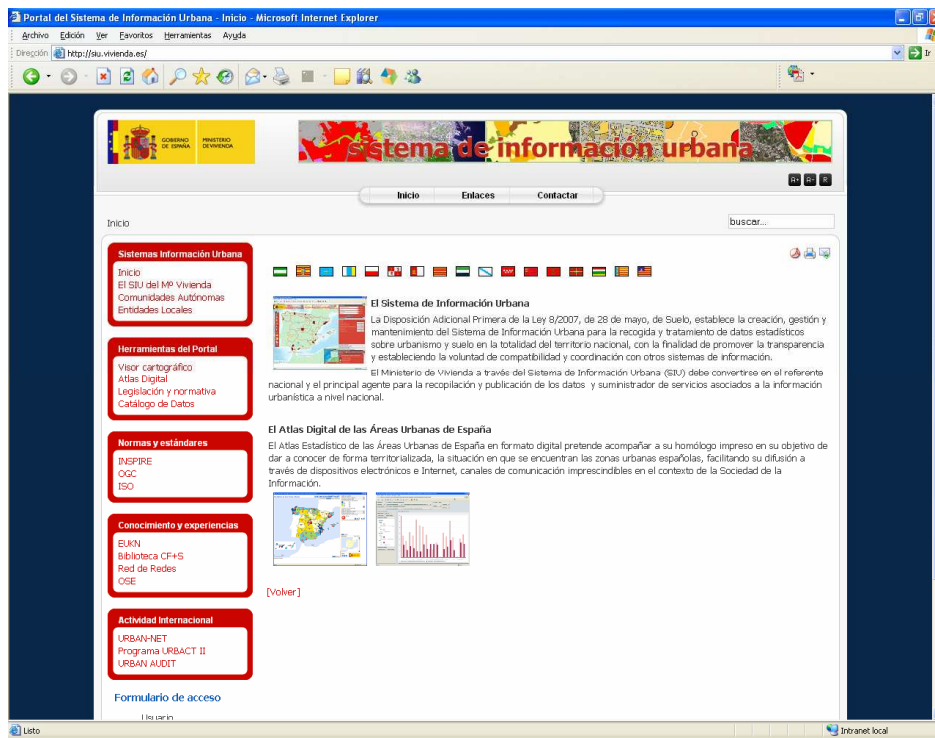 Portal del Sistema de Información Urbana - Inicio - Microsoft Internet Explorer
Archivo Edición Ver Favoritos Herramientas Ayuda
Dirección http://siu.vivienda.es/ Ir
GOBIERNO DE ESPAÑA
MINISTERIO DE VIVIENDA
sistema de información urbana
A+ A- R
Inicio Enlaces Contactar
Inicio
buscar...
Sistemas Información Urbana
Inicio
El SIU del Mº Vivienda
Comunidades Autónomas
Entidades Locales
Herramientas del Portal
Visor cartográfico
Atlas Digital
Legislación y normativa
Catálogo de Datos
Normas y estándares
INSPIRE
OGC
ISO
Conocimiento y experiencias
EUKN
Biblioteca CF+S
Red de Redes
OSE
Actividad Internacional
URBAN-NET
Programa URBACT II
URBAN AUDIT
Formulario de acceso
Usuario
El Sistema de Información Urbana
La Disposición Adicional Primera de la Ley 8/2007, de 28 de mayo, de Suelo, establece la creación, gestión y
mantenimiento del Sistema de Información Urbana para la recogida y tratamiento de datos estadísticos
sobre urbanismo y suelo en la totalidad del territorio nacional, con la finalidad de promover la transparencia
y estableciendo la voluntad de compatibilidad y coordinación con otros sistemas de información.
El Ministerio de Vivienda a través del Sistema de Información Urbana (SIU) debe convertirse en el referente
nacional y el principal agente para la recopilación y publicación de los datos y suministrador de servicios asociados a la información
urbanística a nivel nacional.
El Atlas Digital de las Áreas Urbanas de España
El Atlas Estadístico de las Áreas Urbanas de España en formato digital pretende acompañar a su homólogo impreso en su objetivo de
dar a conocer de forma territorializada, la situación en que se encuentran las zonas urbanas españolas, facilitando su difusión a
través de dispositivos electrónicos e Internet, canales de comunicación imprescindibles en el contexto de la Sociedad de la
Información.
[Volver]
Listo
Intranet local